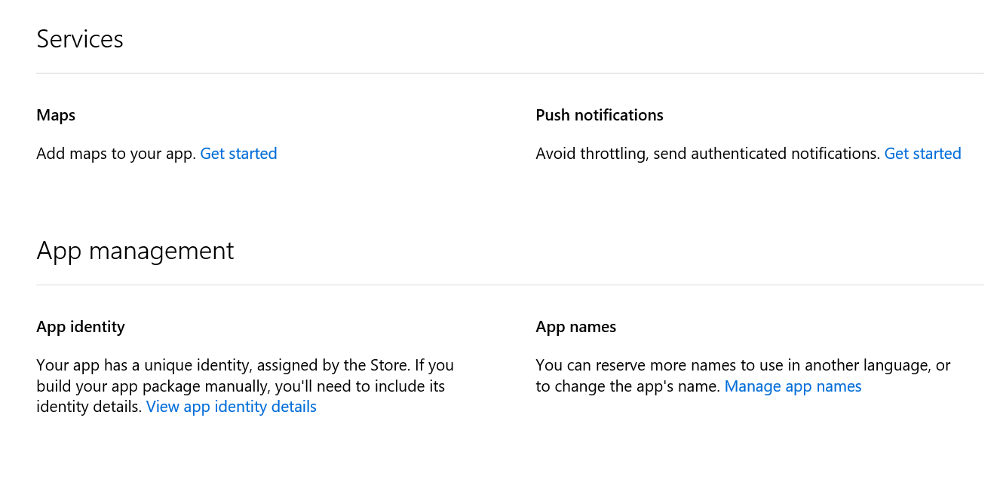 Services
Maps
Add maps to your app. Get started
Push notifications
Avoid throttling, send authenticated notifications. Get started
App management
App identity
Your app has a unique identity, assigned by the Store. If you
build your app package manually, you'll need to include its
identity details. View app identity details
App names
You can reserve more names to use in another language, or
to change the app's name. Manage app names